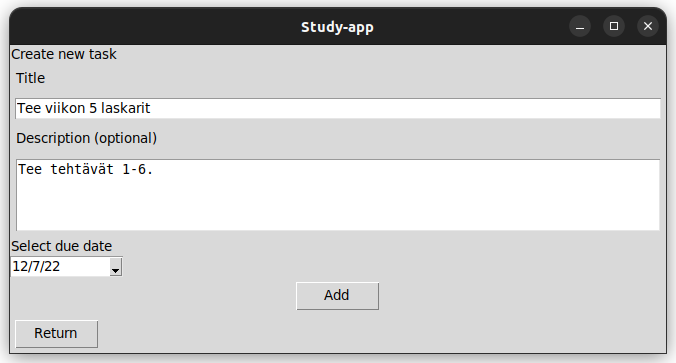 Study-app
Create new task
Title
Tee viikon 5 laskarit
Description (optional)
Tee tehtävät 1-6.
Select due date
12/7/22
Add
Return